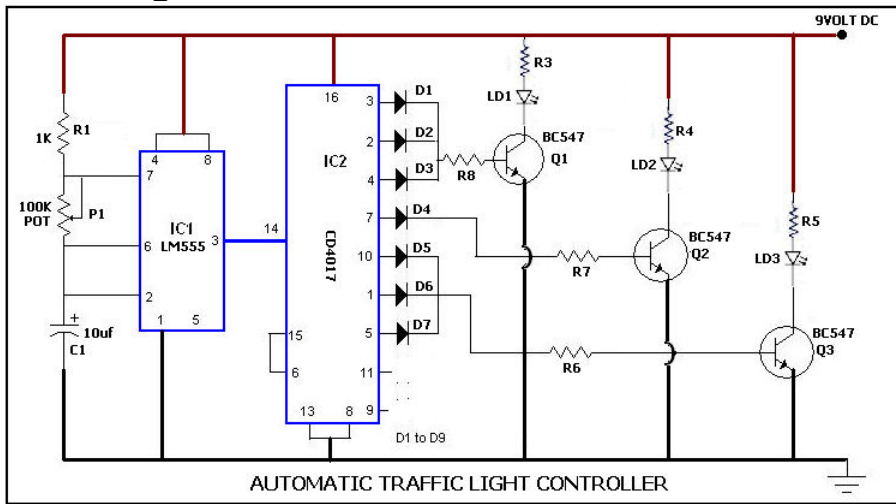 9VOLT DC
R3
D1
LD1
16
3
R1
1K
D2
BC547
R4
4
8
2
IC2
Q1
D3
R8
LD2
7
4
100K
POT
P1
D4
R5
IC1
LM555
7
14
BC547
6
3
CD4017
D5
Q2
LD3
10
R7
2
D6
1
10uf
C1
+
1
5
D7
BC547
15
5
Q3
6
11
R6
13
8
9
D1 to D9
AUTOMATIC TRAFFIC LIGHT CONTROLLER